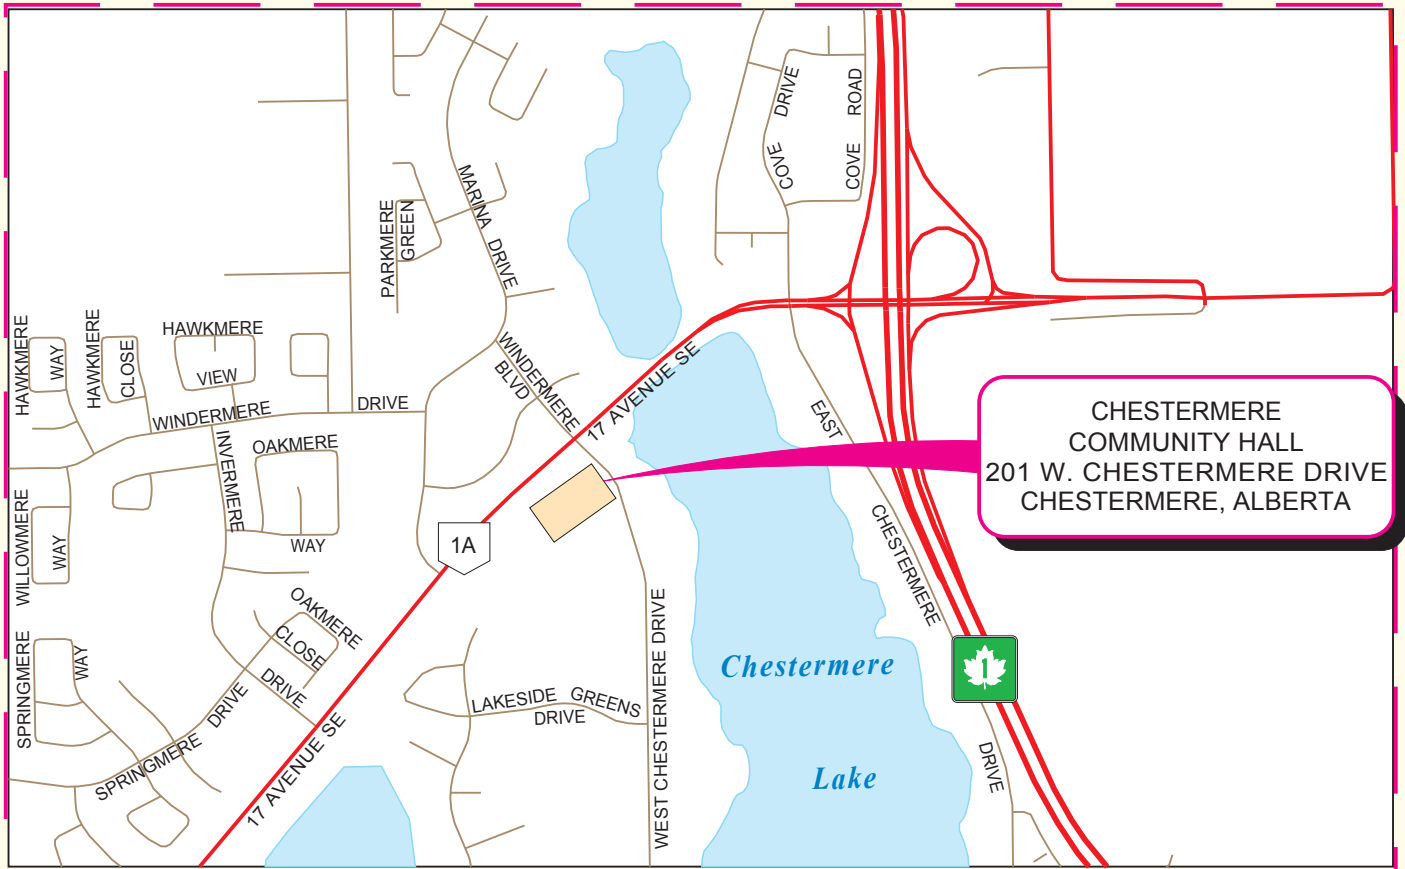 COVE DRIVE
COVE ROAD
MARINA DRIVE
PARKMERE
GREEN
HAWKMERE
WAY
HAWKMERE
CLOSE
HAWKMERE
VIEW
WINDERMERE DRIVE
WINDERMERE
BLVD
17 AVENUE SE
EAST CHESTERMERE DRIVE
CHESTERMERE
COMMUNITY HALL
201 W. CHESTERMERE DRIVE
CHESTERMERE, ALBERTA
INVERMERE DRIVE
OAKMERE
WAY
WILLOWMERE
WAY
1A
OAKMERE
CLOSE
SPRINGMERE
WAY
SPRINGMERE DRIVE
17 AVENUE SE
LAKESIDE GREENS
DRIVE
WEST CHESTERMERE DRIVE
Chestermere
Lake
1